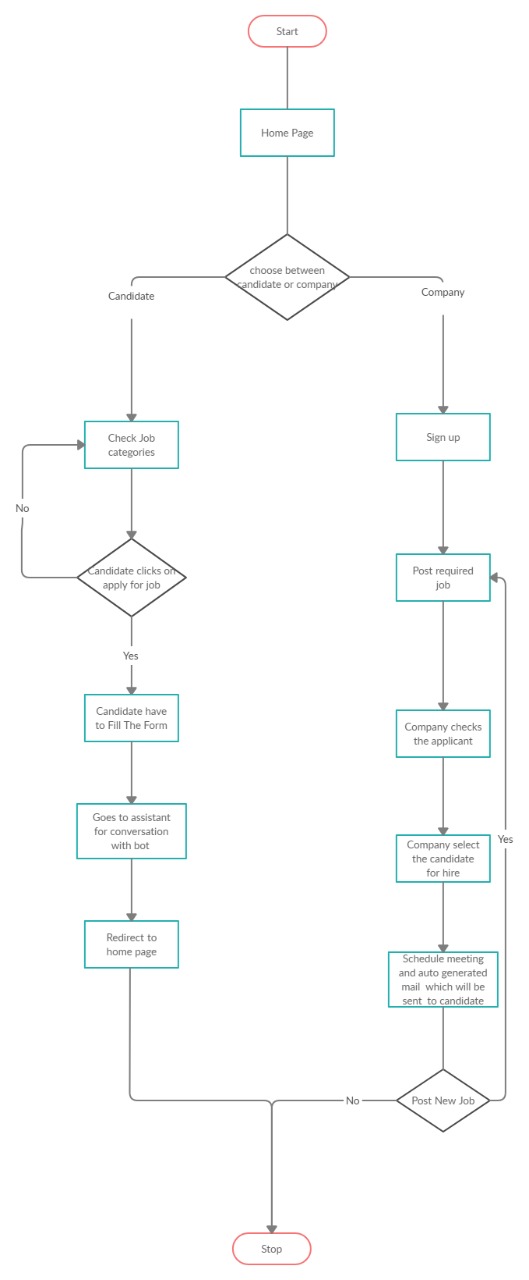 Start
Home Page
choose between
candidate or company
Candidate
Company
Check Job
categories
Sign up
No
Candidate clicks on
apply for job
Post required
job
Yes
Candidate have
to Fill The Form
Company checks
the applicant
Goes to assistant
for conversation
with bot
Company select
the candidate
for hire
Yes
Redirect to
home page
Schedule meeting
and auto generated
mail which will be
sent to candidate
No
Post New Job
Stop